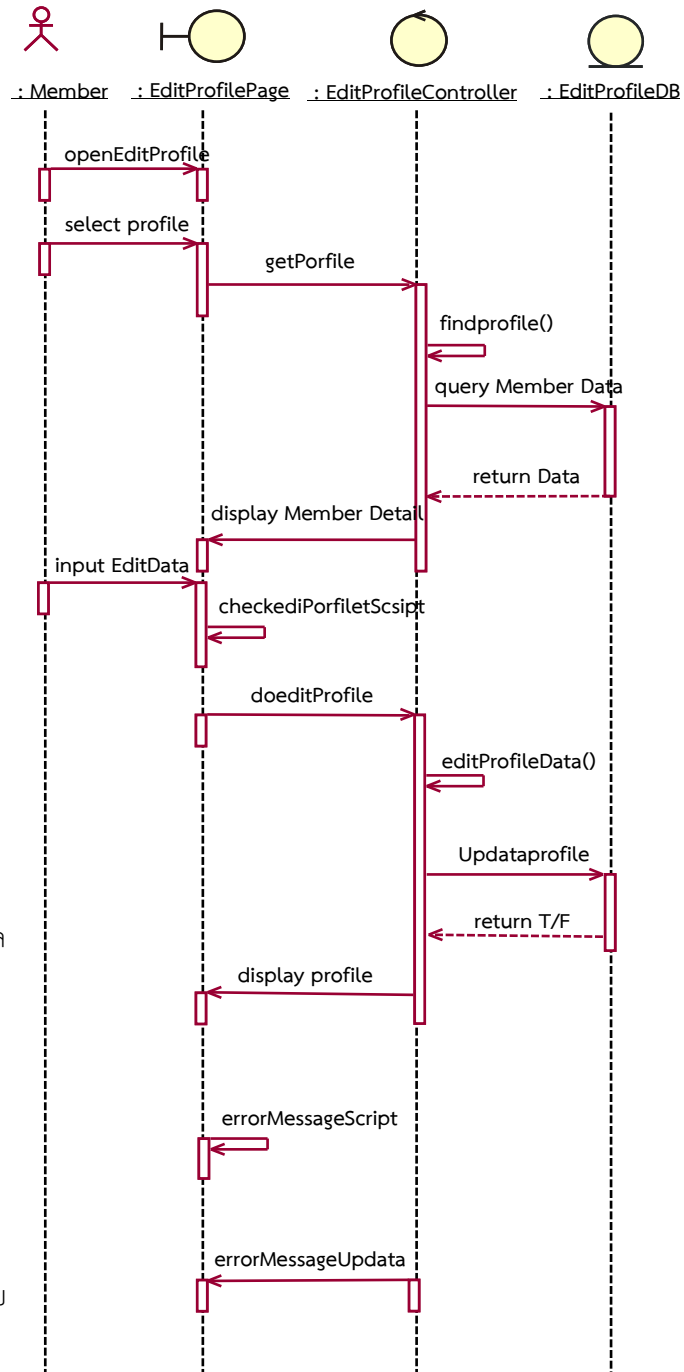 : Member
: EditProfilePage
: EditProfileController
: EditProfileDB
openEditProfile
select profile
getPorfile
findprofile()
query Member Data
return Data
display Member Detail
input EditData
checkediPorfiletScsipt
doeditProfile
editProfileData()
Updataprofile
return T/F
display profile
errorMessageScript
errorMessageUpdata